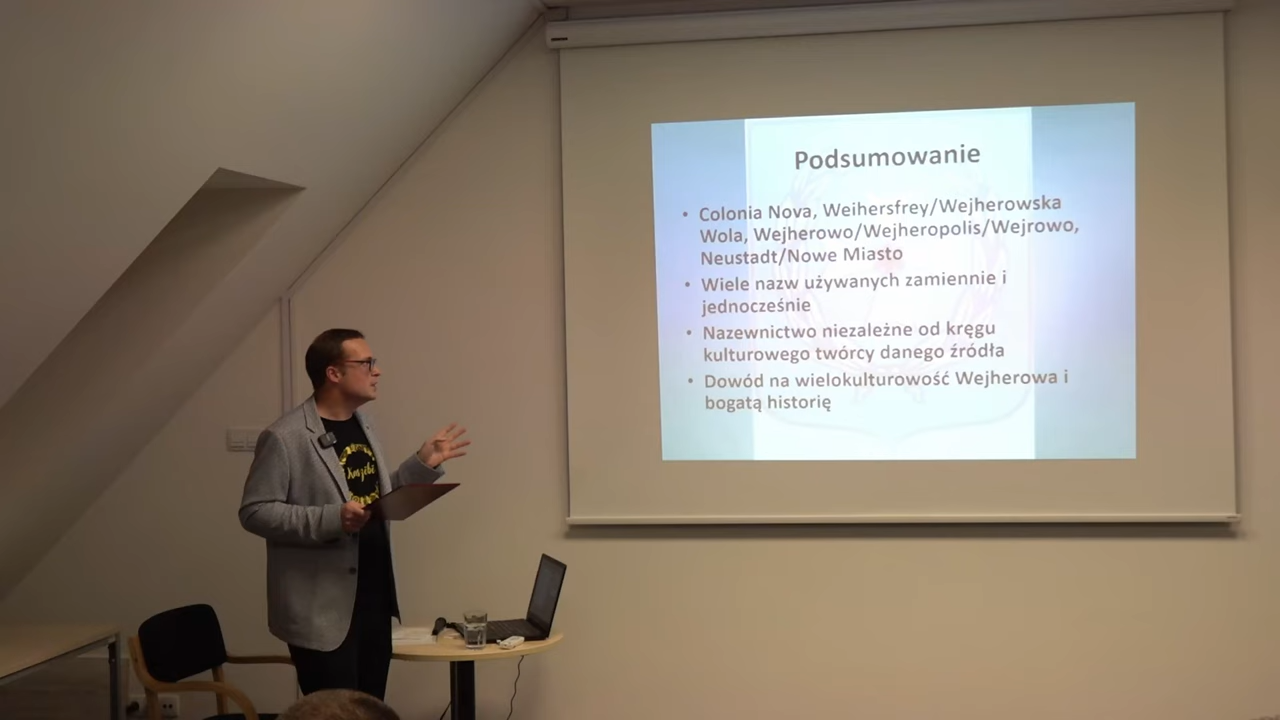 Podsumowanie
• Colonia Nova, Weihersfrey/Wejherowska
Wola, Wejherowo/Wejheropolis/Wejrowo,
Neustadt/Nowe Miasto
• Wiele nazw używanych zamiennie i
jednocześnie
• Nazewnictwo niezależne od kręgu
kulturowego twórcy danego źródła
• Dowód na wielokulturowość Wejherowa i
bogatą historię